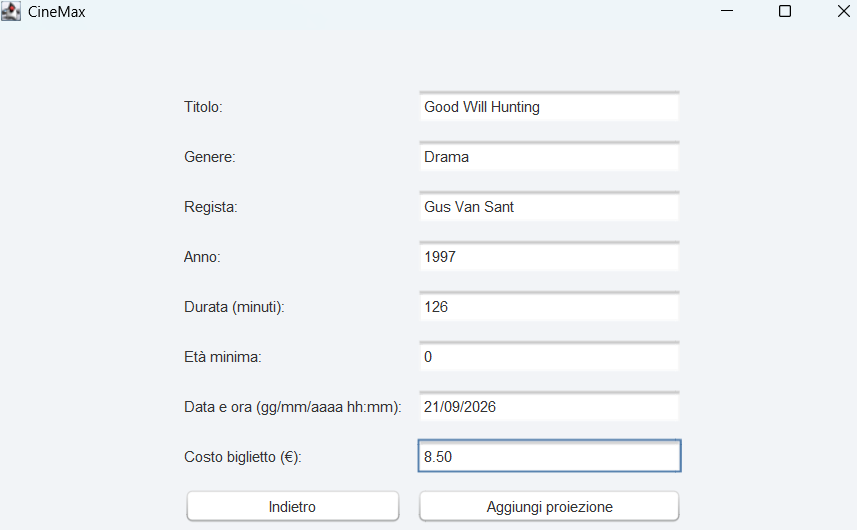 CineMax
Titolo: Good Will Hunting
Genere: Drama
Regista: Gus Van Sant
Anno: 1997
Durata (minuti): 126
Età minima: 0
Data e ora (gg/mm/aaaa hh:mm): 21/09/2026
Costo biglietto (€): 8.50
Indietro Aggiungi proiezione